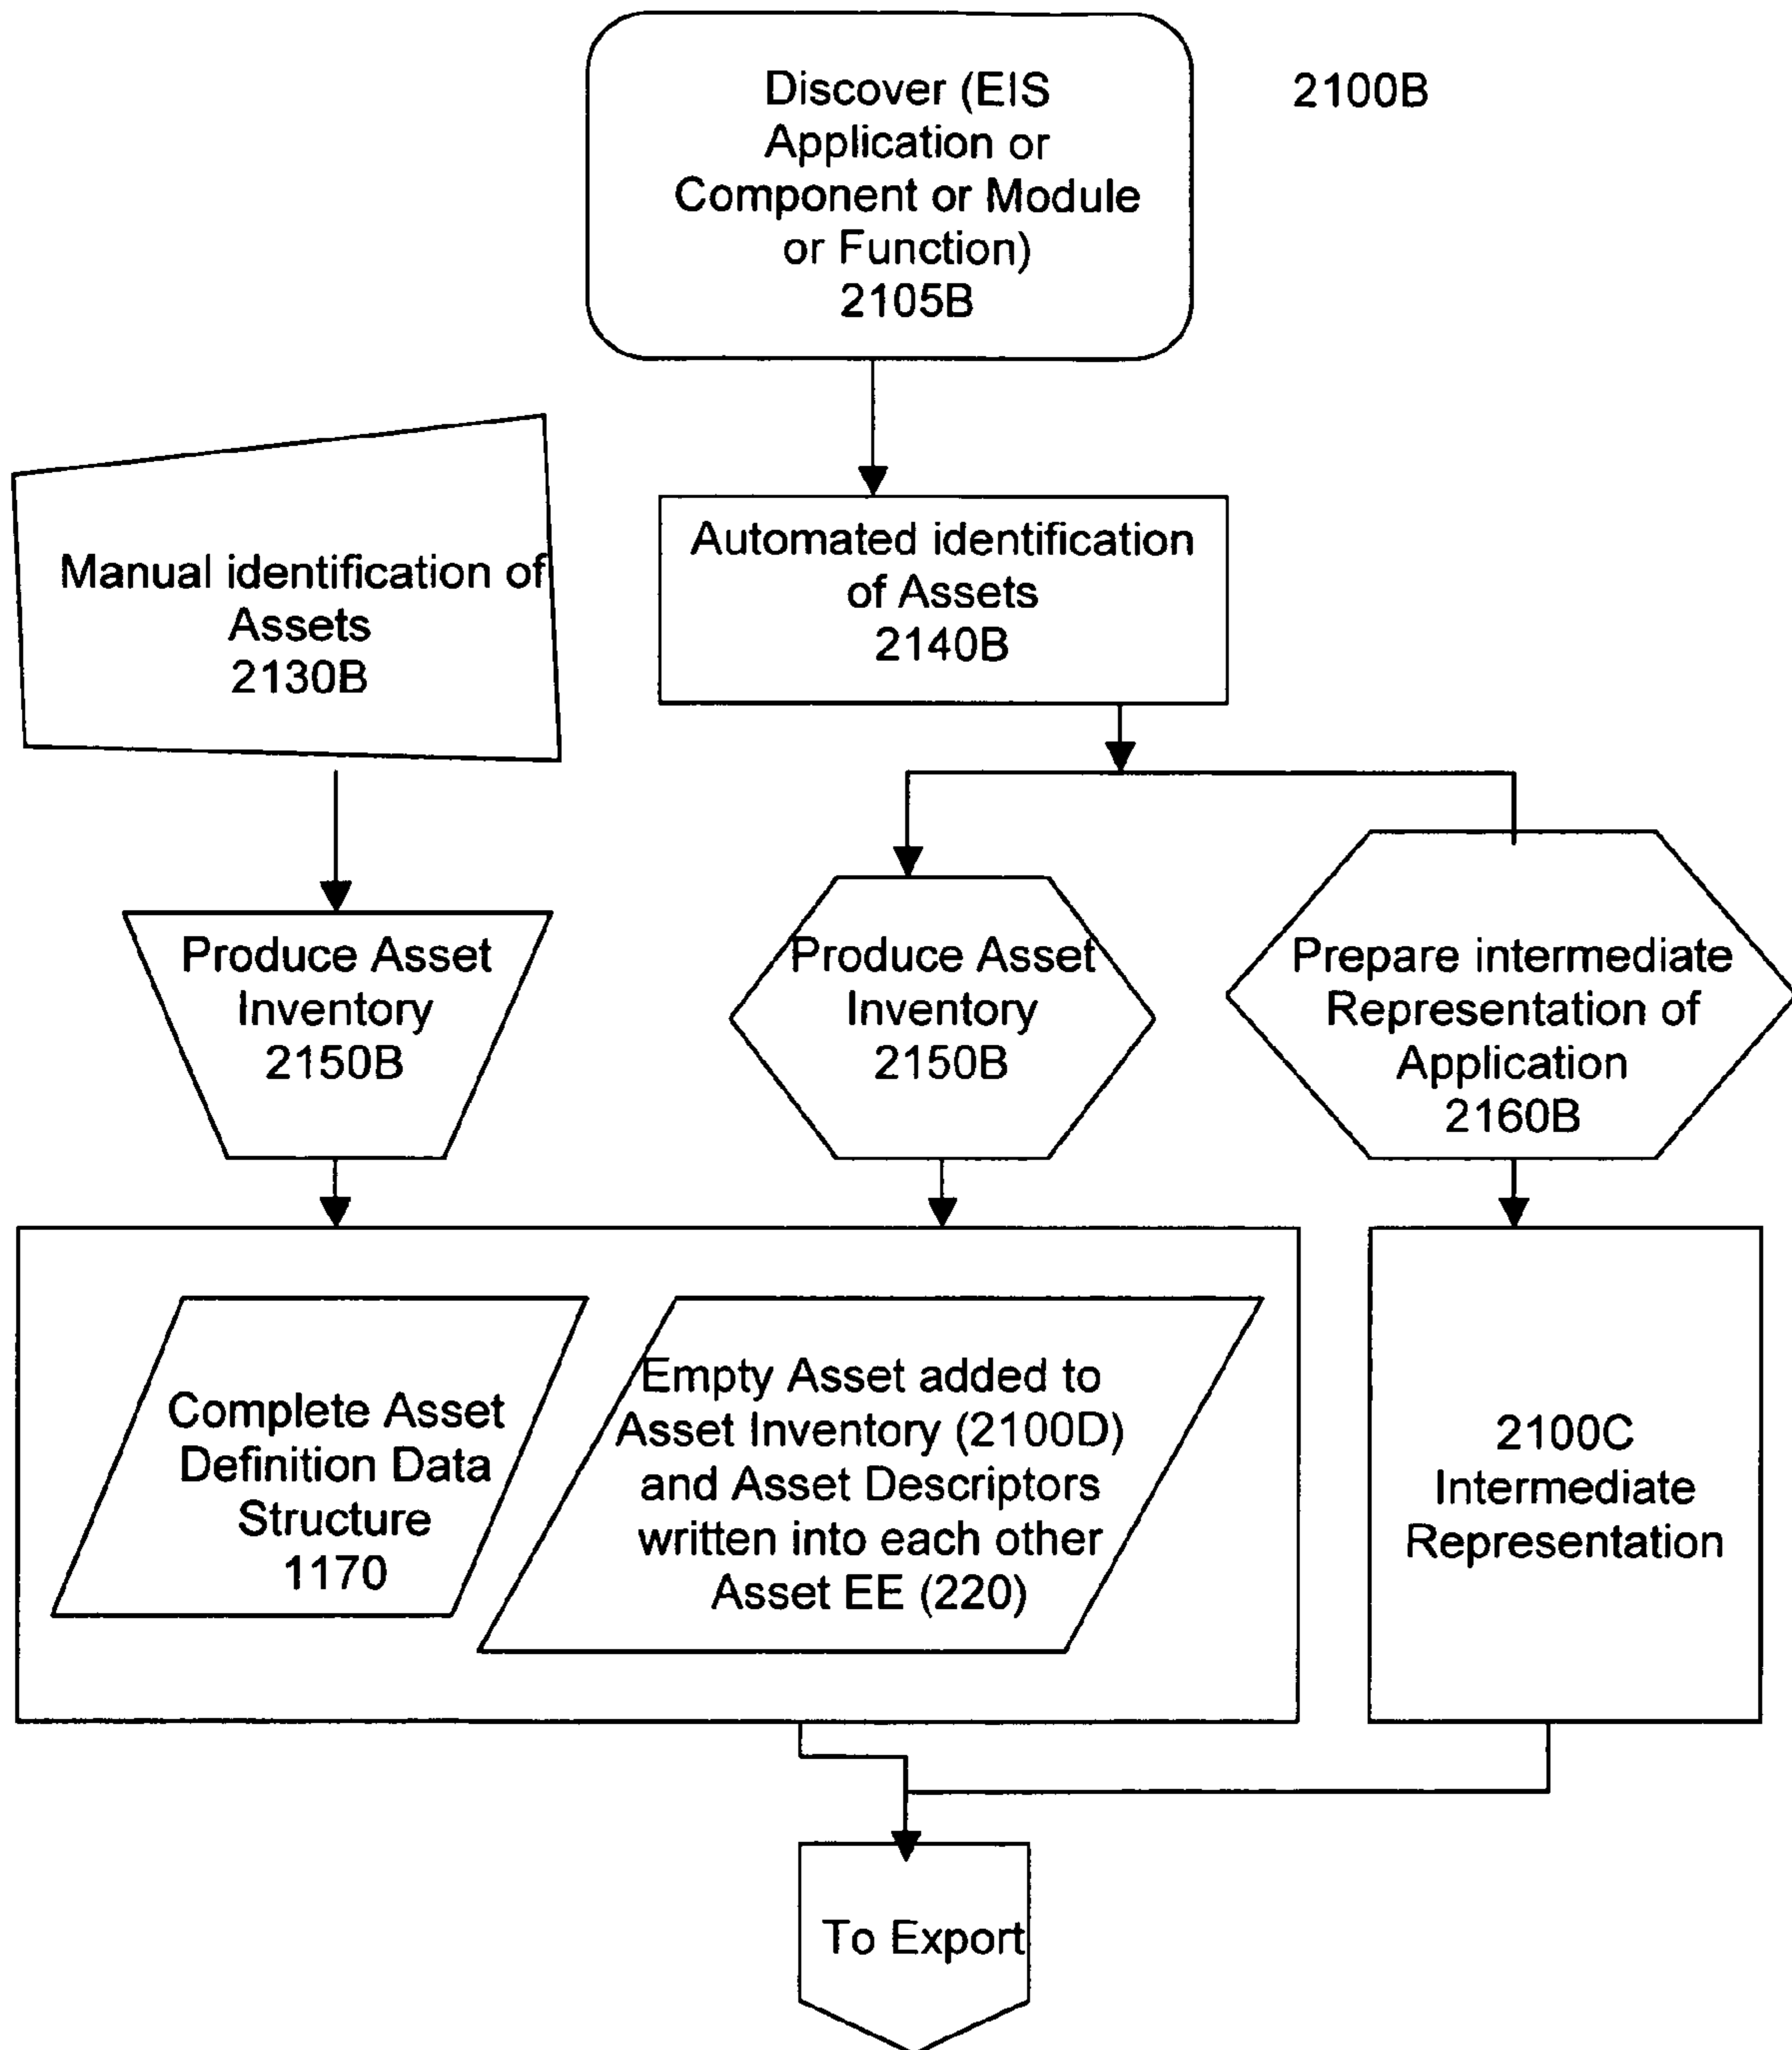 Discover (EIS
Application or
Component or Module
or Function)
2105B
2100B
Manual identification of
Assets
2130B
Automated identification
of Assets
2140B
Produce Asset
Inventory
2150B
Produce Asset
Inventory
2150B
Prepare intermediate
Representation of
Application
2160B
Complete Asset
Definition Data
Structure
1170
Empty Asset added to
Asset Inventory (2100D)
and Asset Descriptors
written into each other
Asset EE (220)
2100C
Intermediate
Representation
To Export